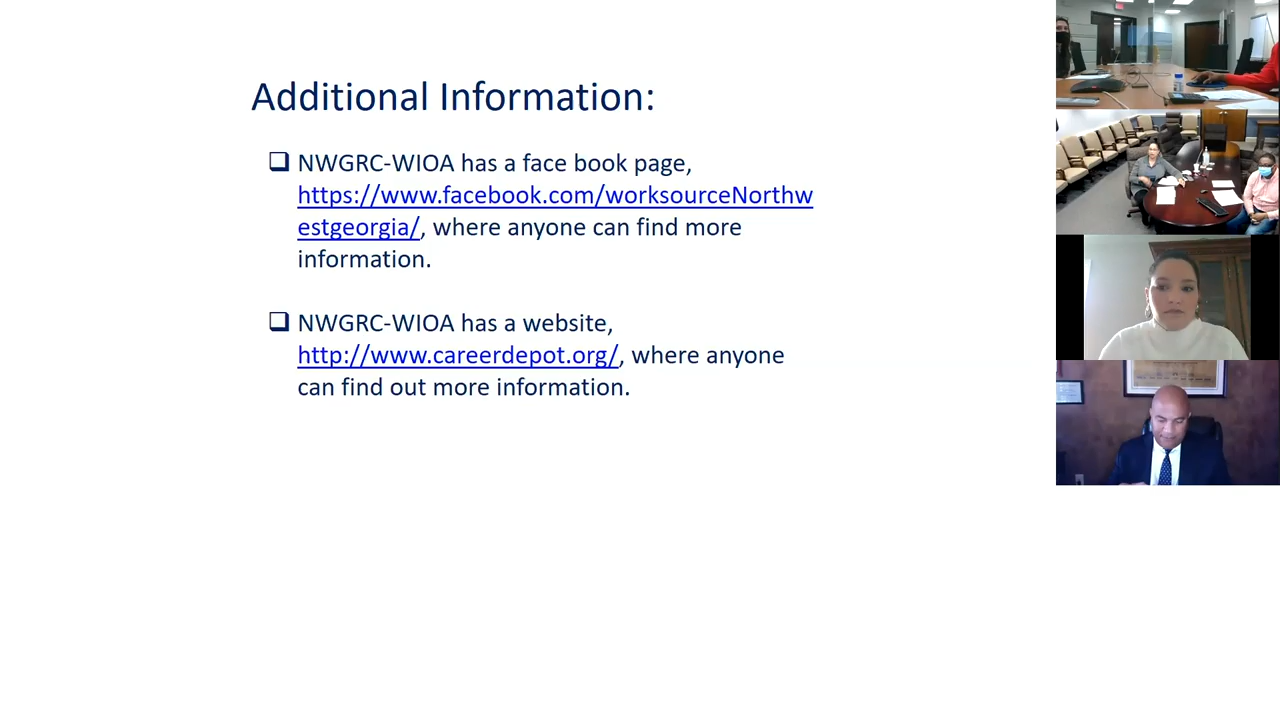 Additional Information:
❑ NWGRC-WIOA has a face book page,
https://www.facebook.com/worksourceNorthw
estgeorgia/, where anyone can find more
information.
❑ NWGRC-WIOA has a website,
http://www.careerdepot.org/, where anyone
can find out more information.